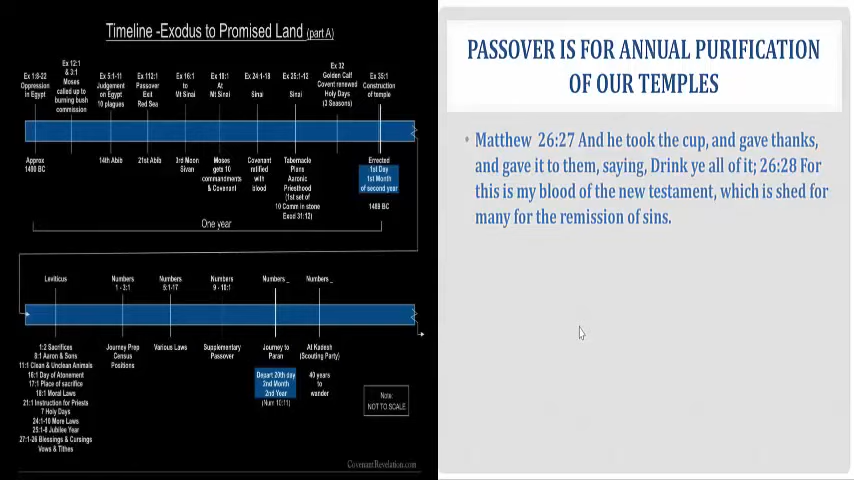 Timeline -Exodus to Promised Land (part A)
Ex 1:8-22
Oppression
in Egypt
Ex 12:1
& 3:1
Moses
called up to
burning bush
commission
Ex 5:1-11
Judgement
on Egypt
10 plagues
Ex 112:1
Passover
Exit
Red Sea
Ex 16:1
to
Mt Sinai
Ex 18:1
At
Mt Sinai
Ex 24:1-18
Sinai
Ex 25:1-12
Sinai
Ex 32
Golden Calf
Covent renewed
Holy Days
(3 Seasons)
Ex 35:1
Construction
of temple
Approx
1490 BC
14th Abib
21st Abib
3rd Moon
Sivan
Moses
gets 10
commandments
& Covenant
Covenant
ratified
with
blood
Tabernacle
Plans
Aaronic
Priesthood
(1st set of
10 Comm in stone
Exod 31:12)
Errected
1st Day
1st Month
of second year
1489 BC
One year
Leviticus
Numbers
1 - 3:1
Numbers
5:1-17
Numbers
9 - 10:1
Numbers _
Numbers _
1:2 Sacrifices
8:1 Aaron & Sons
11:1 Clean & Unclean Animals
16:1 Day of Atonement
17:1 Place of sacrifice
18:1 Moral Laws
21:1 Instruction for Priests
7 Holy Days
24:1-10 More Laws
25:1-8 Jubilee Year
27:1-26 Blessings & Cursings
Vows & Tithes
Journey Prep
Census
Positions
Various Laws
Supplementary
Passover
Journey to
Paran
Depart 20th day
2nd Month
2nd Year
(Num 10:11)
At Kadesh
(Scouting Party)
40 years
to
wander
Note:
NOT TO SCALE
CovenantRevelation.com
PASSOVER IS FOR ANNUAL PURIFICATION
OF OUR TEMPLES
• Matthew 26:27 And he took the cup, and gave thanks,
and gave it to them, saying, Drink ye all of it; 26:28 For
this is my blood of the new testament, which is shed for
many for the remission of sins.